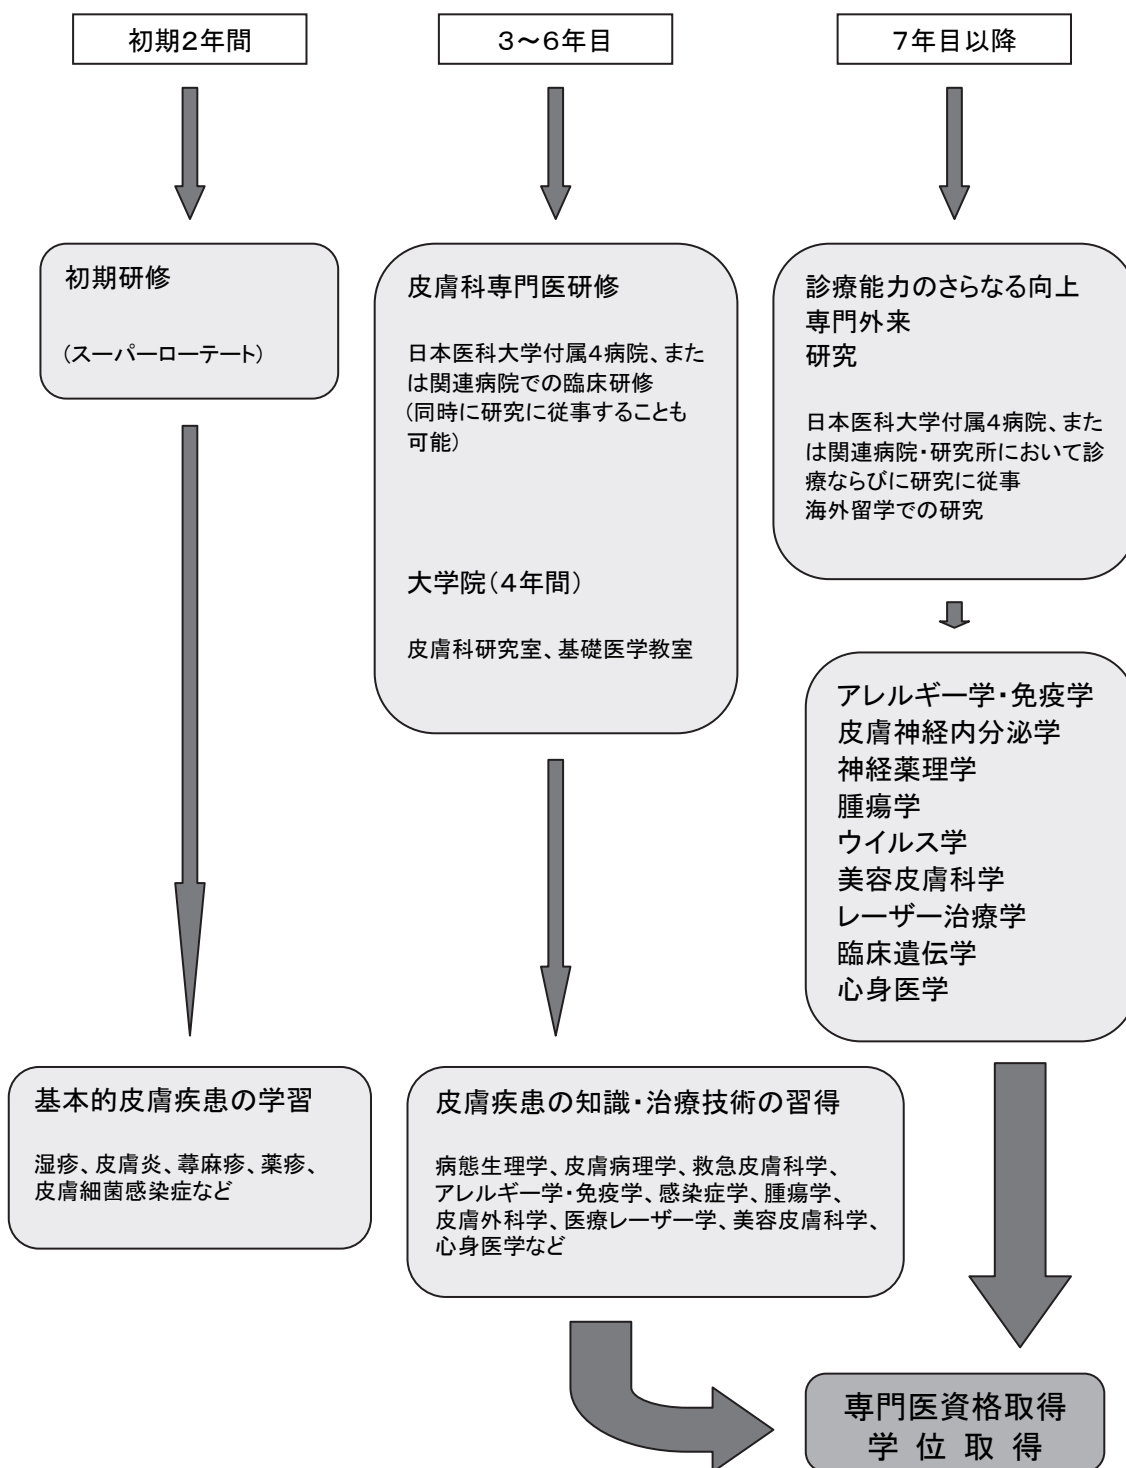 初期2年間
3～6年目
7年目以降
初期研修
(スーパーローテート)
皮膚科専門医研修
日本医科大学付属4病院、また
は関連病院での臨床研修
(同時に研究に従事することも
可能)
大学院(4年間)
皮膚科研究室、基礎医学教室
診療能力のさらなる向上
専門外来
研究
日本医科大学付属4病院、また
は関連病院・研究所において診
療ならびに研究に従事
海外留学での研究
アレルギー学・免疫学
皮膚神経内分泌学
神経薬理学
腫瘍学
ウイルス学
美容皮膚科学
レーザー治療学
臨床遺伝学
心身医学
基本的皮膚疾患の学習
湿疹、皮膚炎、蕁麻疹、薬疹、
皮膚細菌感染症など
皮膚疾患の知識・治療技術の習得
病態生理学、皮膚病理学、救急皮膚科学、
アレルギー学・免疫学、感染症学、腫瘍学、
皮膚外科学、医療レーザー学、美容皮膚科学、
心身医学など
専門医資格取得
学 位 取 得